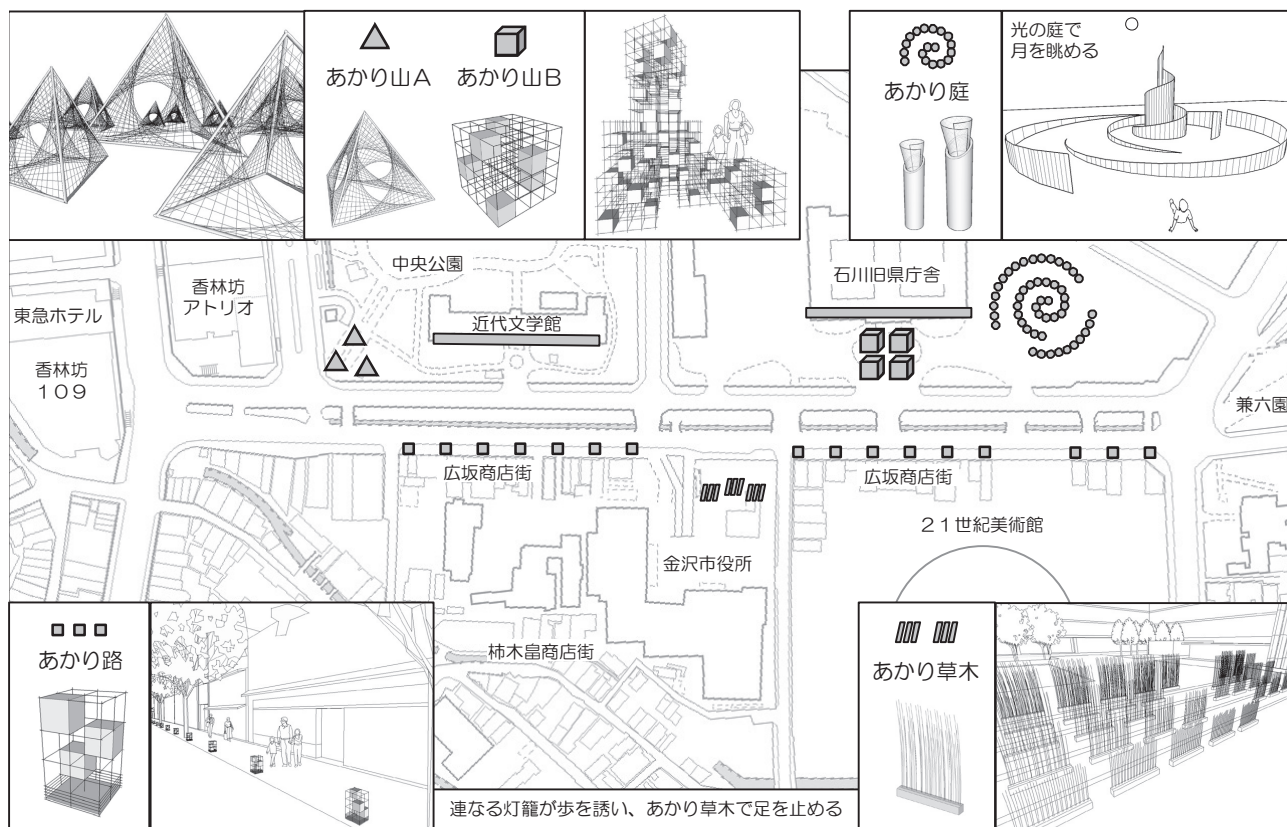 あかり山A
あかり山B
あかり庭
光の庭で
月を眺める
中央公園
石川旧県庁舎
香林坊
アトリオ
東急ホテル
近代文学館
香林坊
109
兼六園
広坂商店街
広坂商店街
21世紀美術館
金沢市役所
柿木畠商店街
あかり路
あかり草木
連なる灯籠が歩を誘い、あかり草木で足を止める